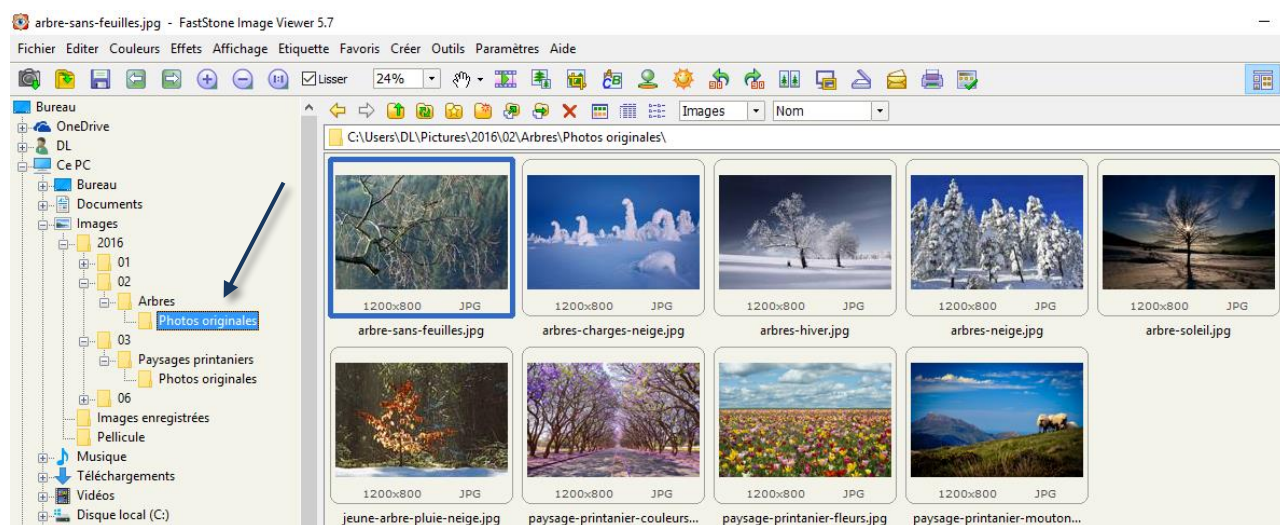 arbre-sans-feuilles.jpg - FastStone Image Viewer 5.7
Fichier Editer Couleurs Effets Affichage Etiquette Favoris Créer Outils Paramètres Aide
Lisser 24%
Images Nom
C:\Users\DL\Pictures\2016\02\Arbres\Photos originales\
Bureau
OneDrive
DL
Ce PC
Bureau
Documents
Images
2016
01
02
Arbres
Photos originales
03
Paysages printaniers
Photos originales
06
Images enregistrées
Pellicule
Musique
Téléchargements
Vidéos
Disque local (C:)
1200x800 JPG 1200x800 JPG 1200x800 JPG 1200x800 JPG 1200x800 JPG
arbre-sans-feuilles.jpg arbres-charges-neige.jpg arbres-hiver.jpg arbres-neige.jpg arbre-soleil.jpg
1200x800 JPG 1200x800 JPG 1200x800 JPG 1200x800 JPG
jeune-arbre-pluie-neige.jpg paysage-printanier-couleurs... paysage-printanier-fleurs.jpg paysage-printanier-mouton...